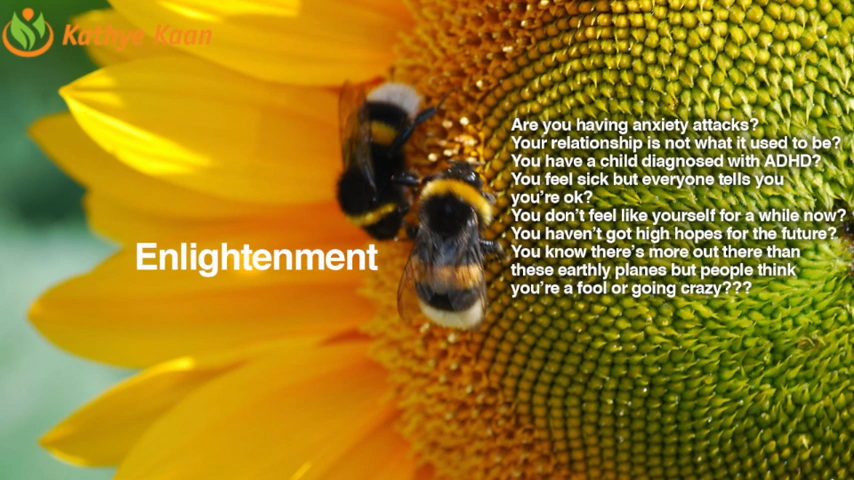 Kathye Kaan
Enlightenment
Are you having anxiety attacks?
Your relationship is not what it used to be?
You have a child diagnosed with ADHD?
You feel sick but everyone tells you
you're ok?
You don't feel like yourself for a while now?
You haven't got high hopes for the future?
You know there's more out there than
these earthly planes but people think
you're a fool or going crazy???